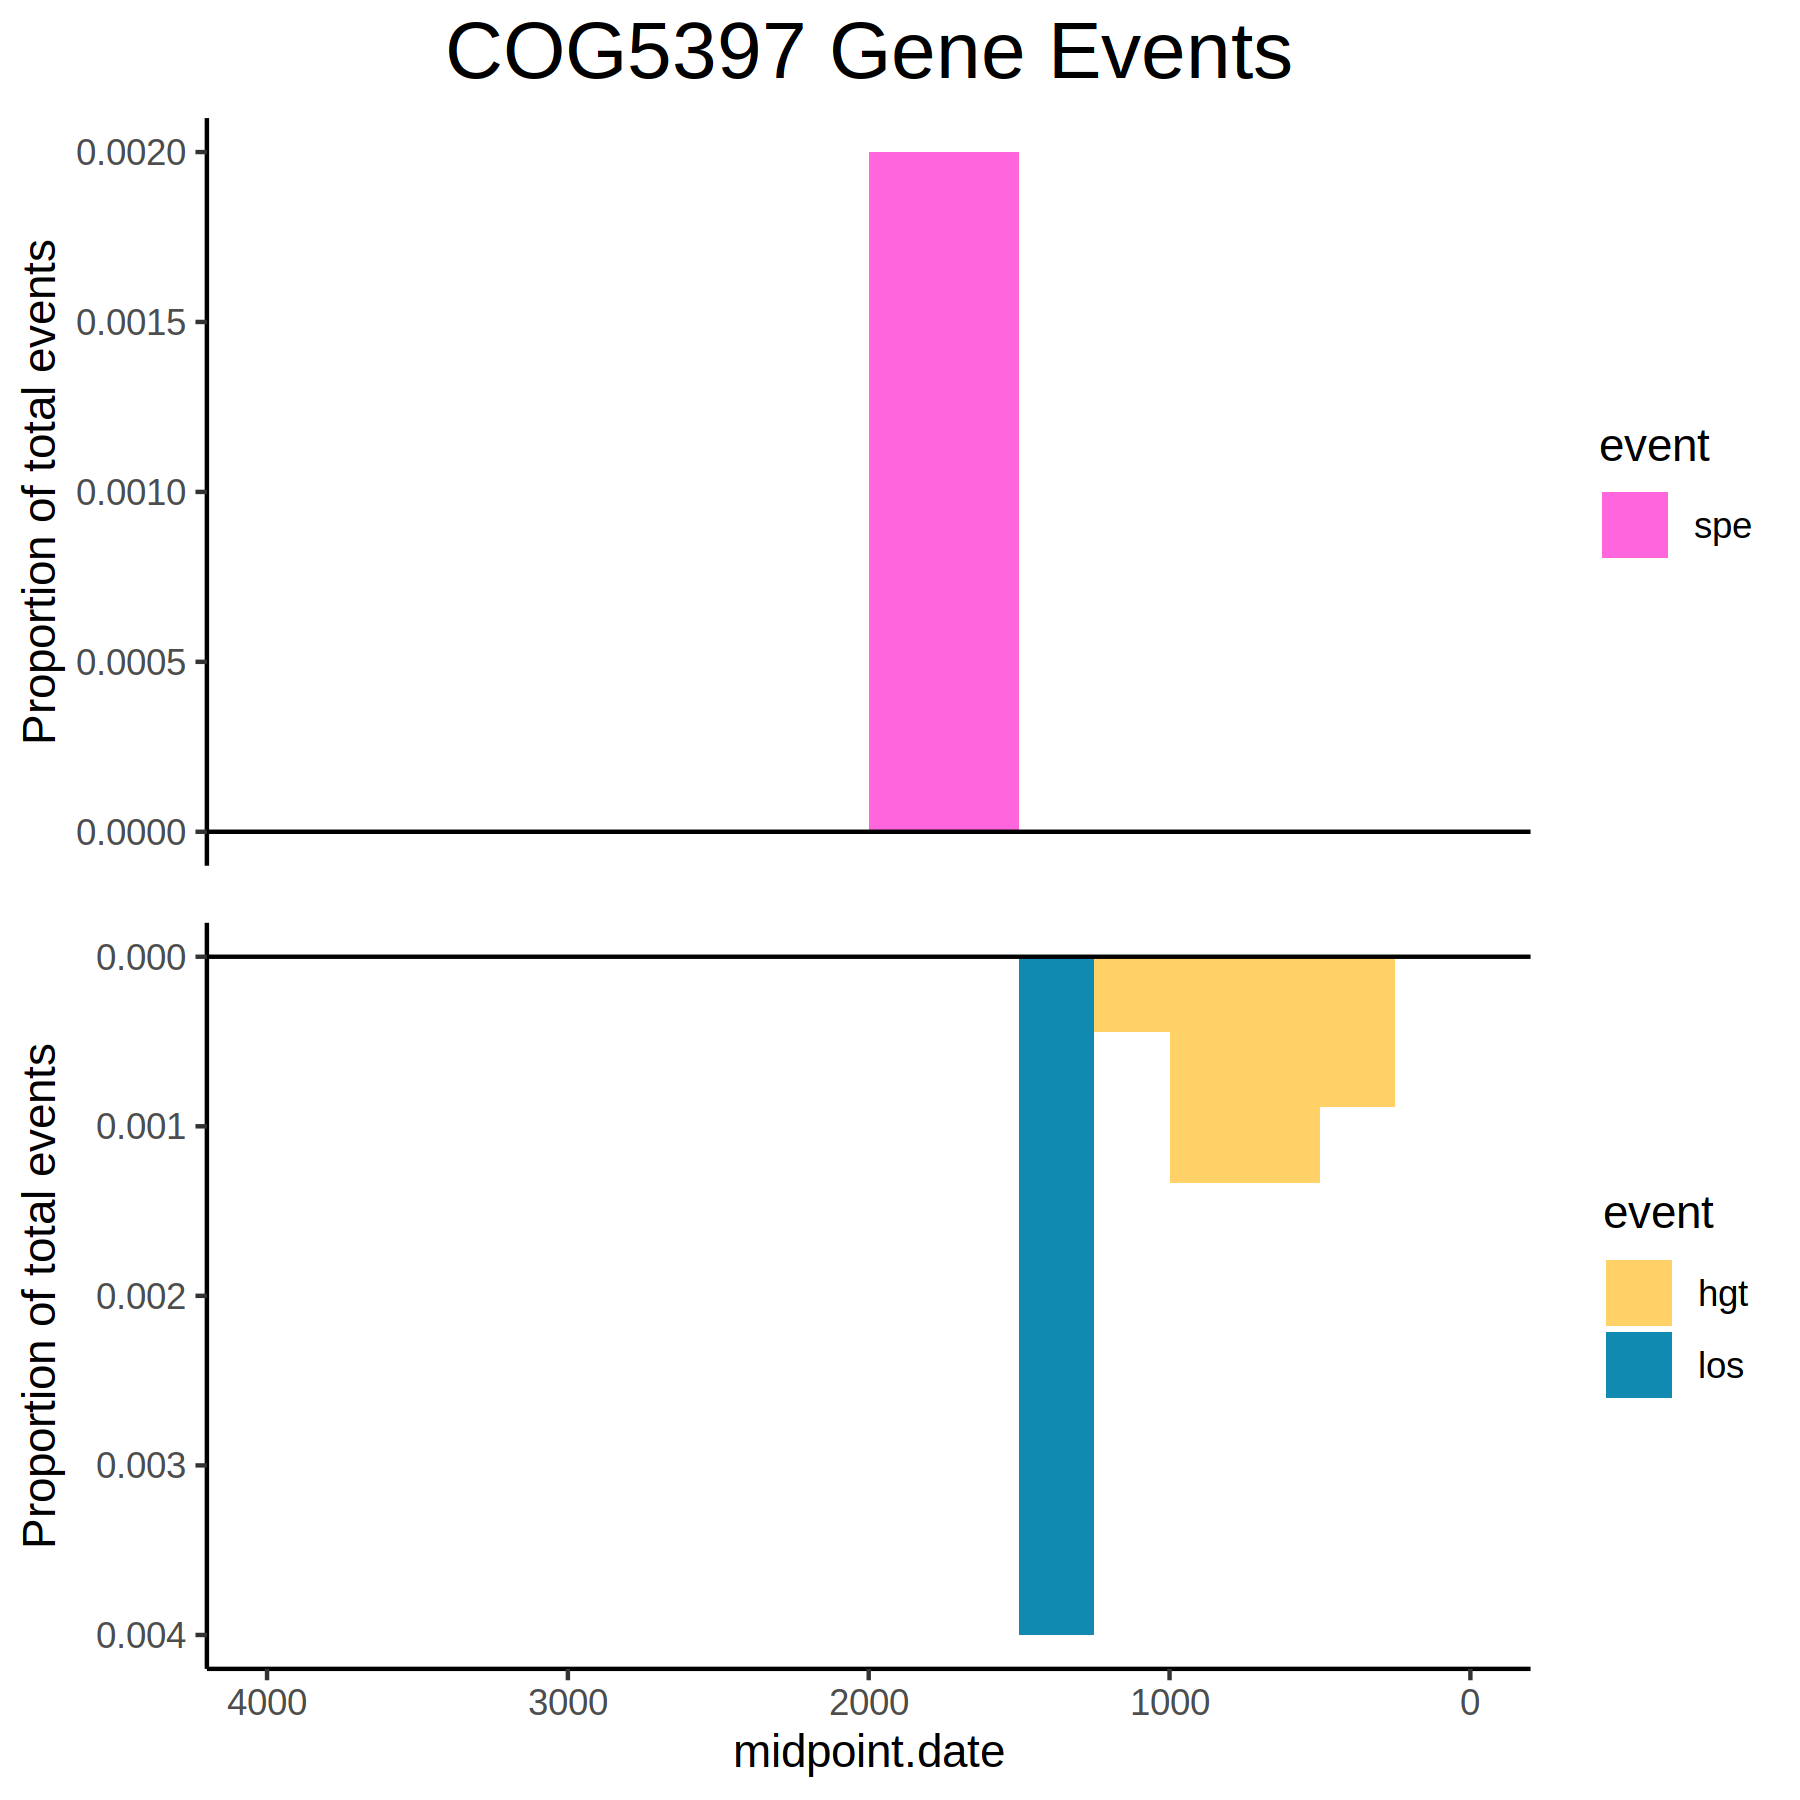 COG5397 Gene Events
Proportion of total events
0.0020
0.0015
0.0010
0.0005
0.0000
event
spe
Proportion of total events
0.000
0.001
0.002
0.003
0.004
event
hgt
los
4000 3000 2000 1000 0
midpoint.date